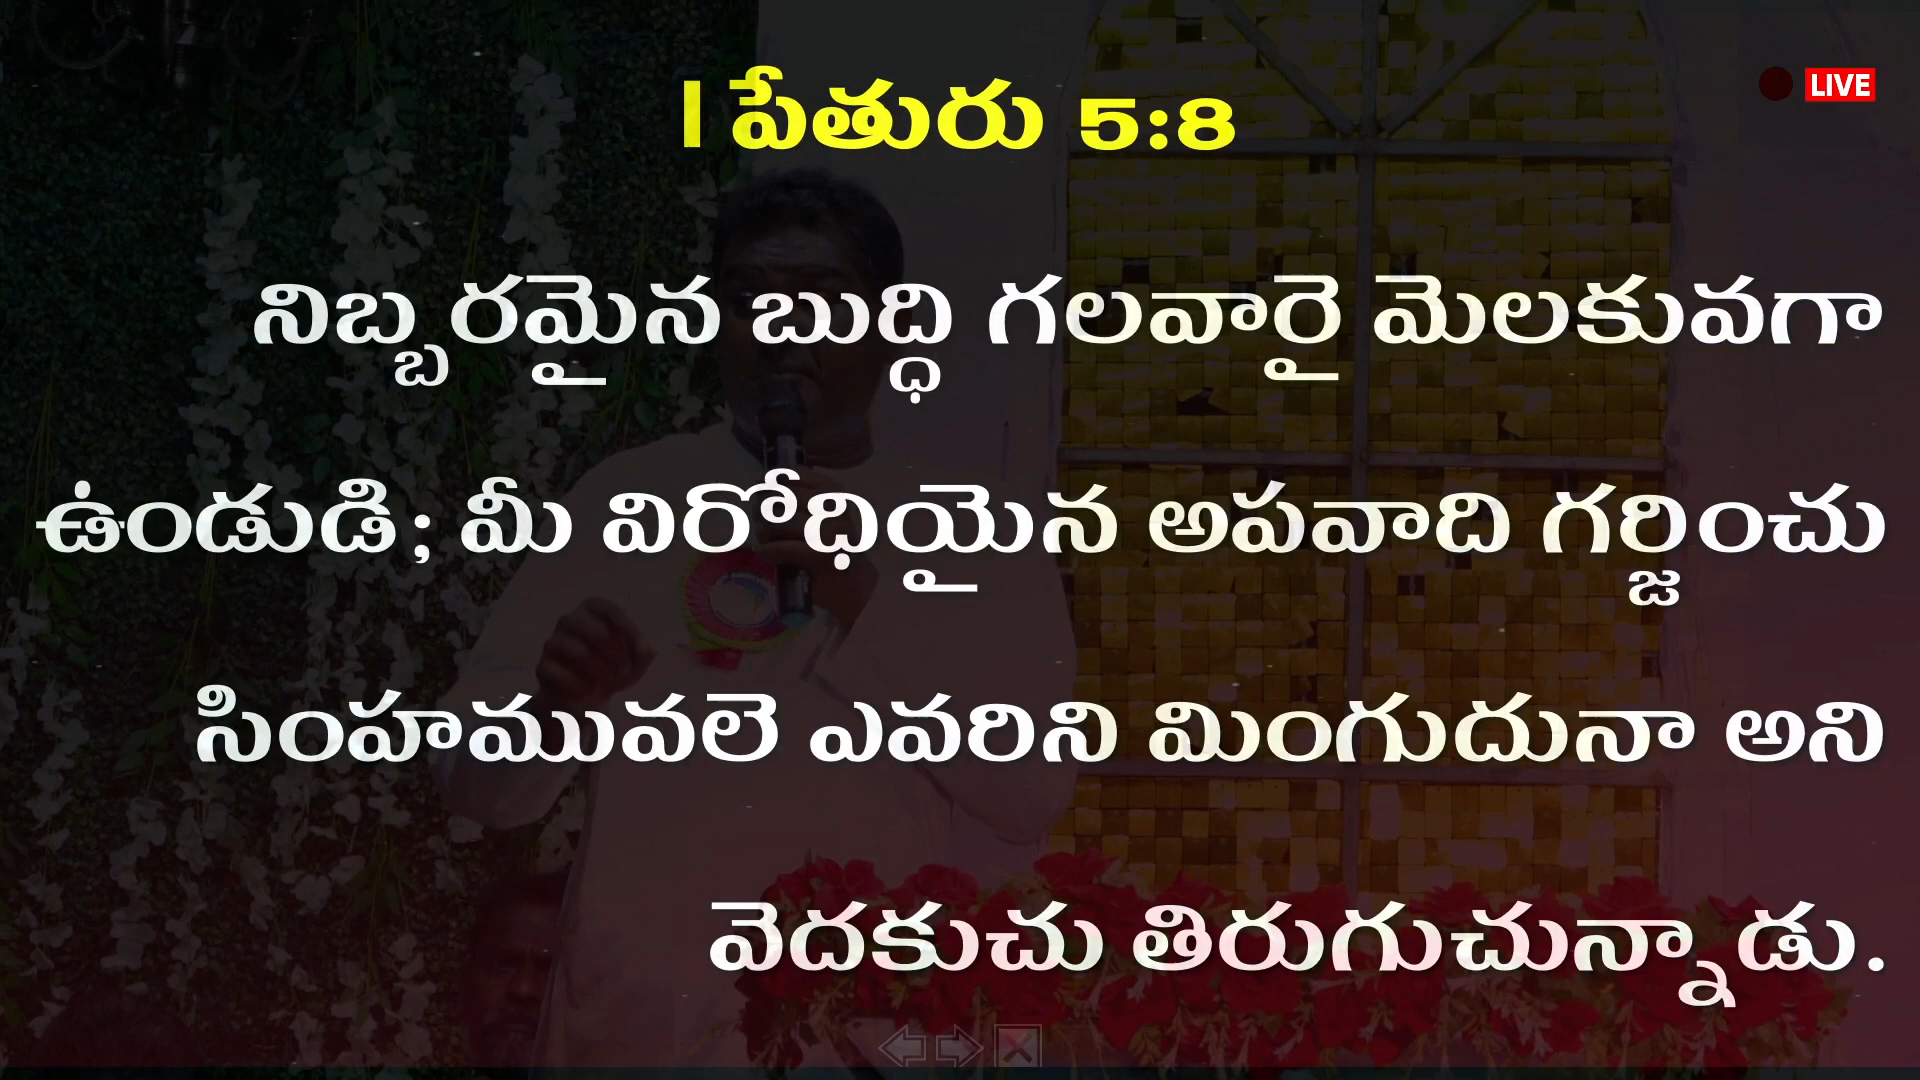 I పేతురు 5:8
LIVE
నిబ్బరమైన బుద్ధి గలవారై మెలకువగా
ఉండుడి; మీ విరోధియైన అపవాది గర్జించు
సింహమువలె ఎవరిని మింగుదునా అని
వెదకుచు తిరుగుచున్నాడు.